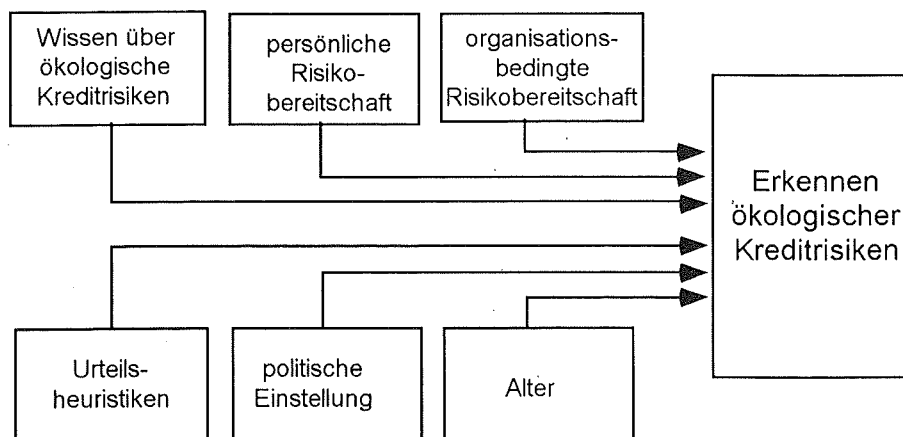 Wissen über
ökologische
Kreditrisiken
persönliche
Risiko-
bereitschaft
organisations-
bedingte
Risikobereitschaft
Erkennen
ökologischer
Kreditrisiken
Urteils-
heuristiken
politische
Einstellung
Alter